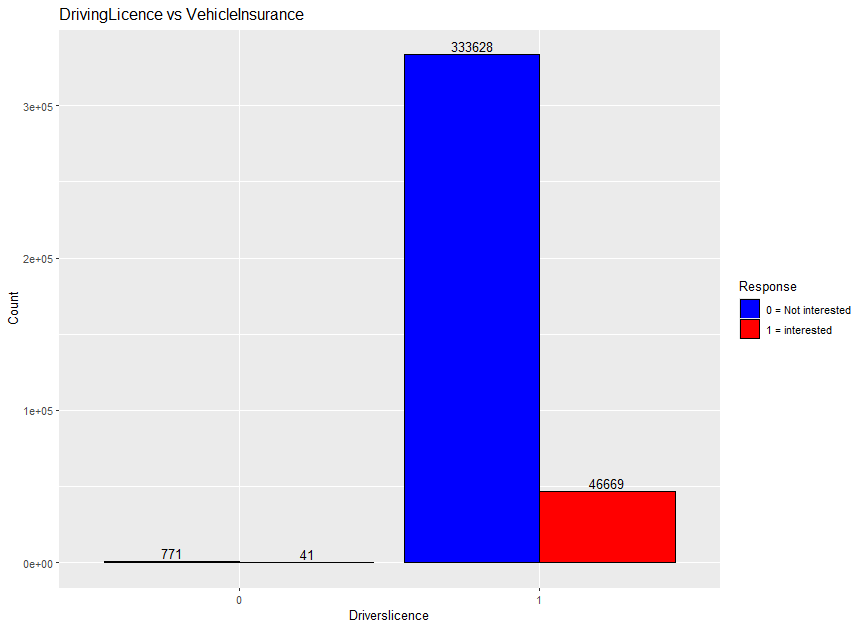 DrivingLicence vs VehicleInsurance
333628
3e+05
2e+05
Count
Response
0 = Not interested
1 = interested
1e+05
46669
771
41
0e+00
0
1
Driverslicence